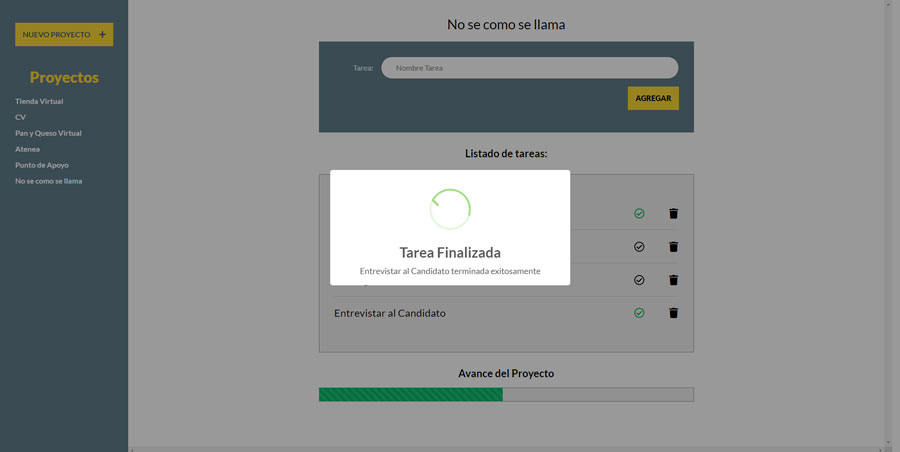 NUEVO PROYECTO +
Proyectos
Tienda Virtual
CV
Pan y Queso Virtual
Atenea
Punto de Apoyo
No se como se llama
No se como se llama
Tarea:
Nombre Tarea
AGREGAR
Listado de tareas:
Tarea Finalizada
Entrevistar al Candidato terminada exitosamente
Entrevistar al Candidato
Avance del Proyecto